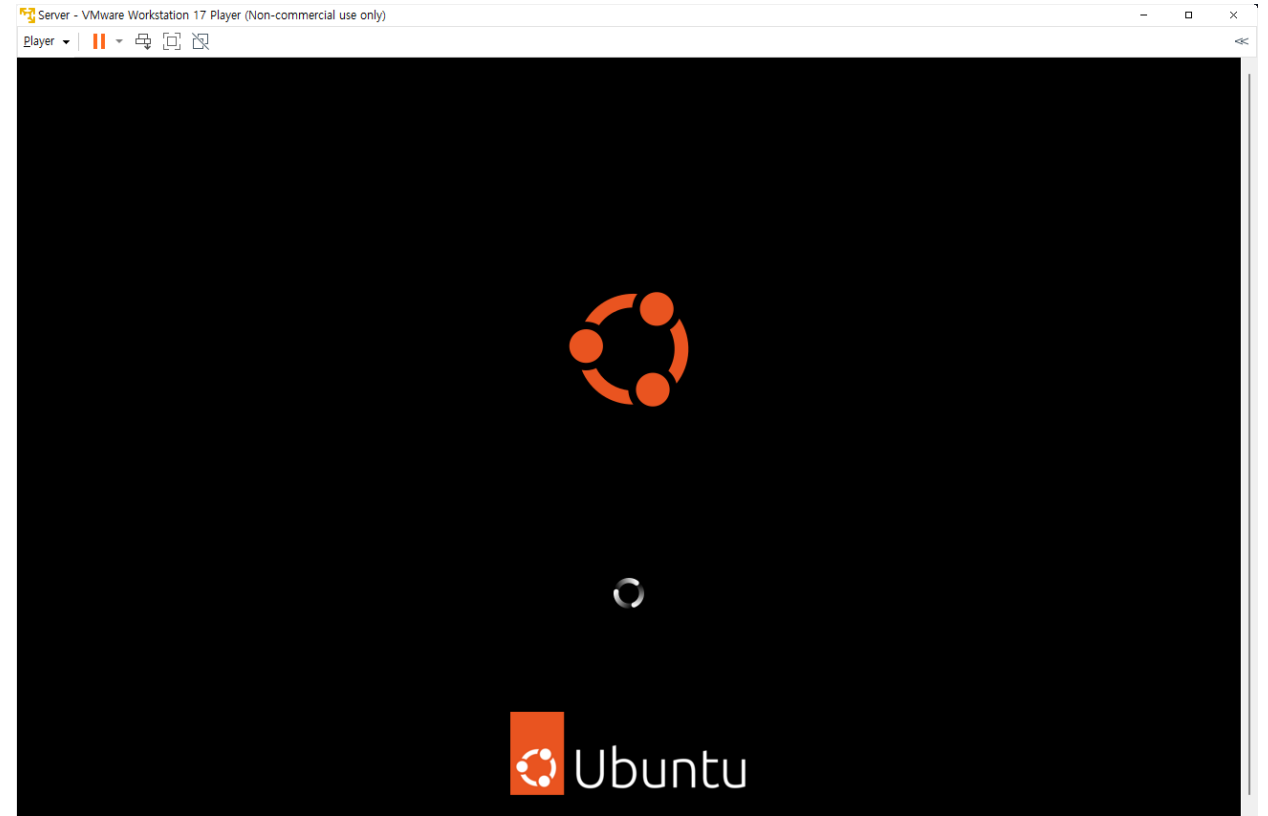 Server - VMware Workstation 17 Player (Non-commercial use only)
Player
Ubuntu